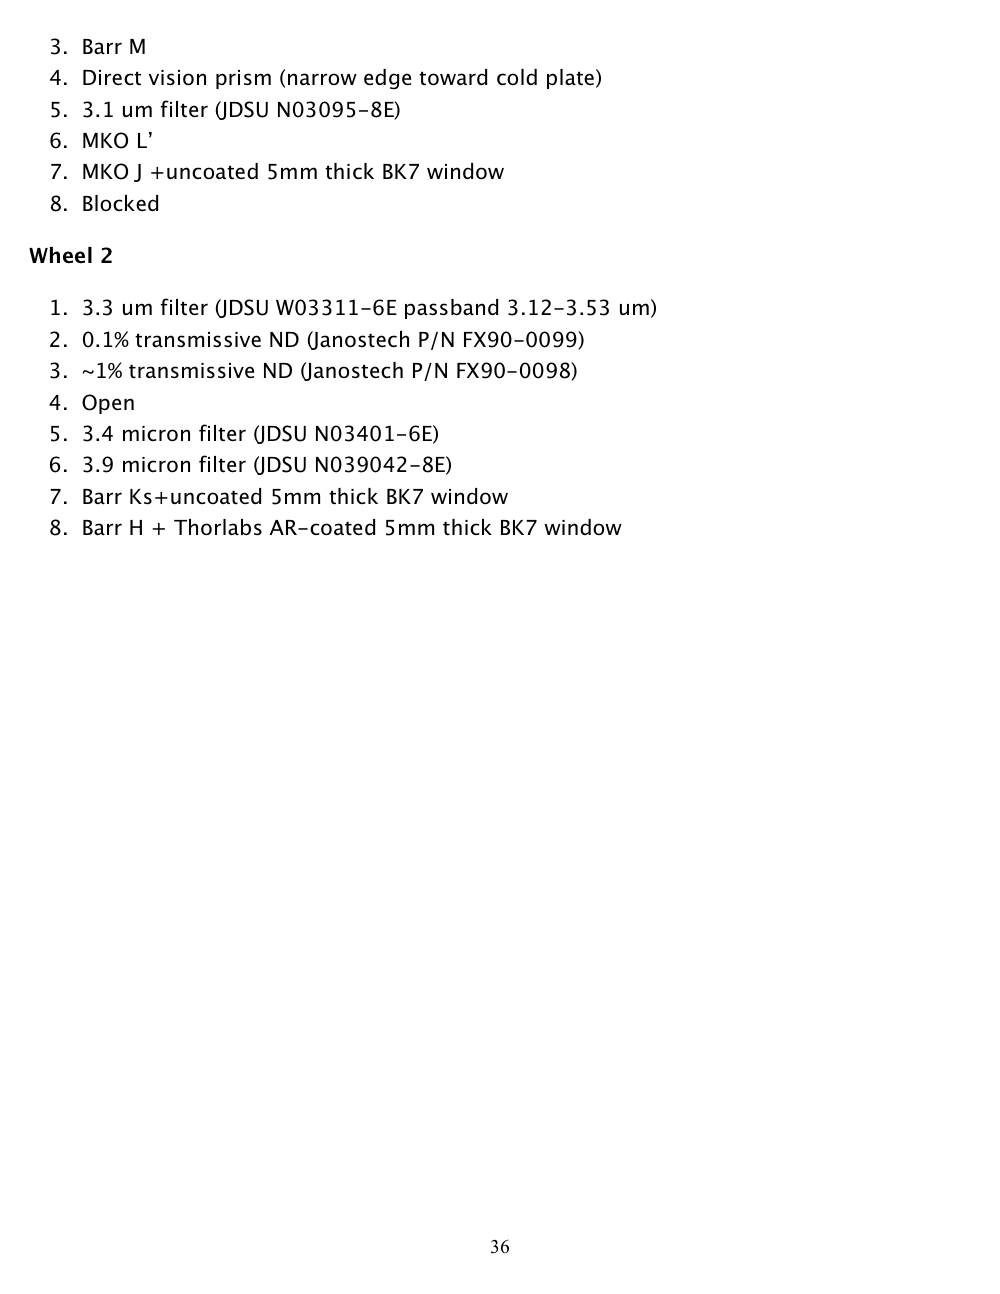 3. Barr M
4. Direct vision prism (narrow edge toward cold plate)
5. 3.1 um filter (JDSU N03095-8E)
6. MKO L’
7. MKO J +uncoated 5mm thick BK7 window
8. Blocked
Wheel 2
1. 3.3 um filter (JDSU W03311-6E passband 3.12-3.53 um)
2. 0.1% transmissive ND (Janostech P/N FX90-0099)
3. ~1% transmissive ND (Janostech P/N FX90-0098)
4. Open
5. 3.4 micron filter (JDSU N03401-6E)
6. 3.9 micron filter (JDSU N039042-8E)
7. Barr Ks+uncoated 5mm thick BK7 window
8. Barr H + Thorlabs AR-coated 5mm thick BK7 window
36